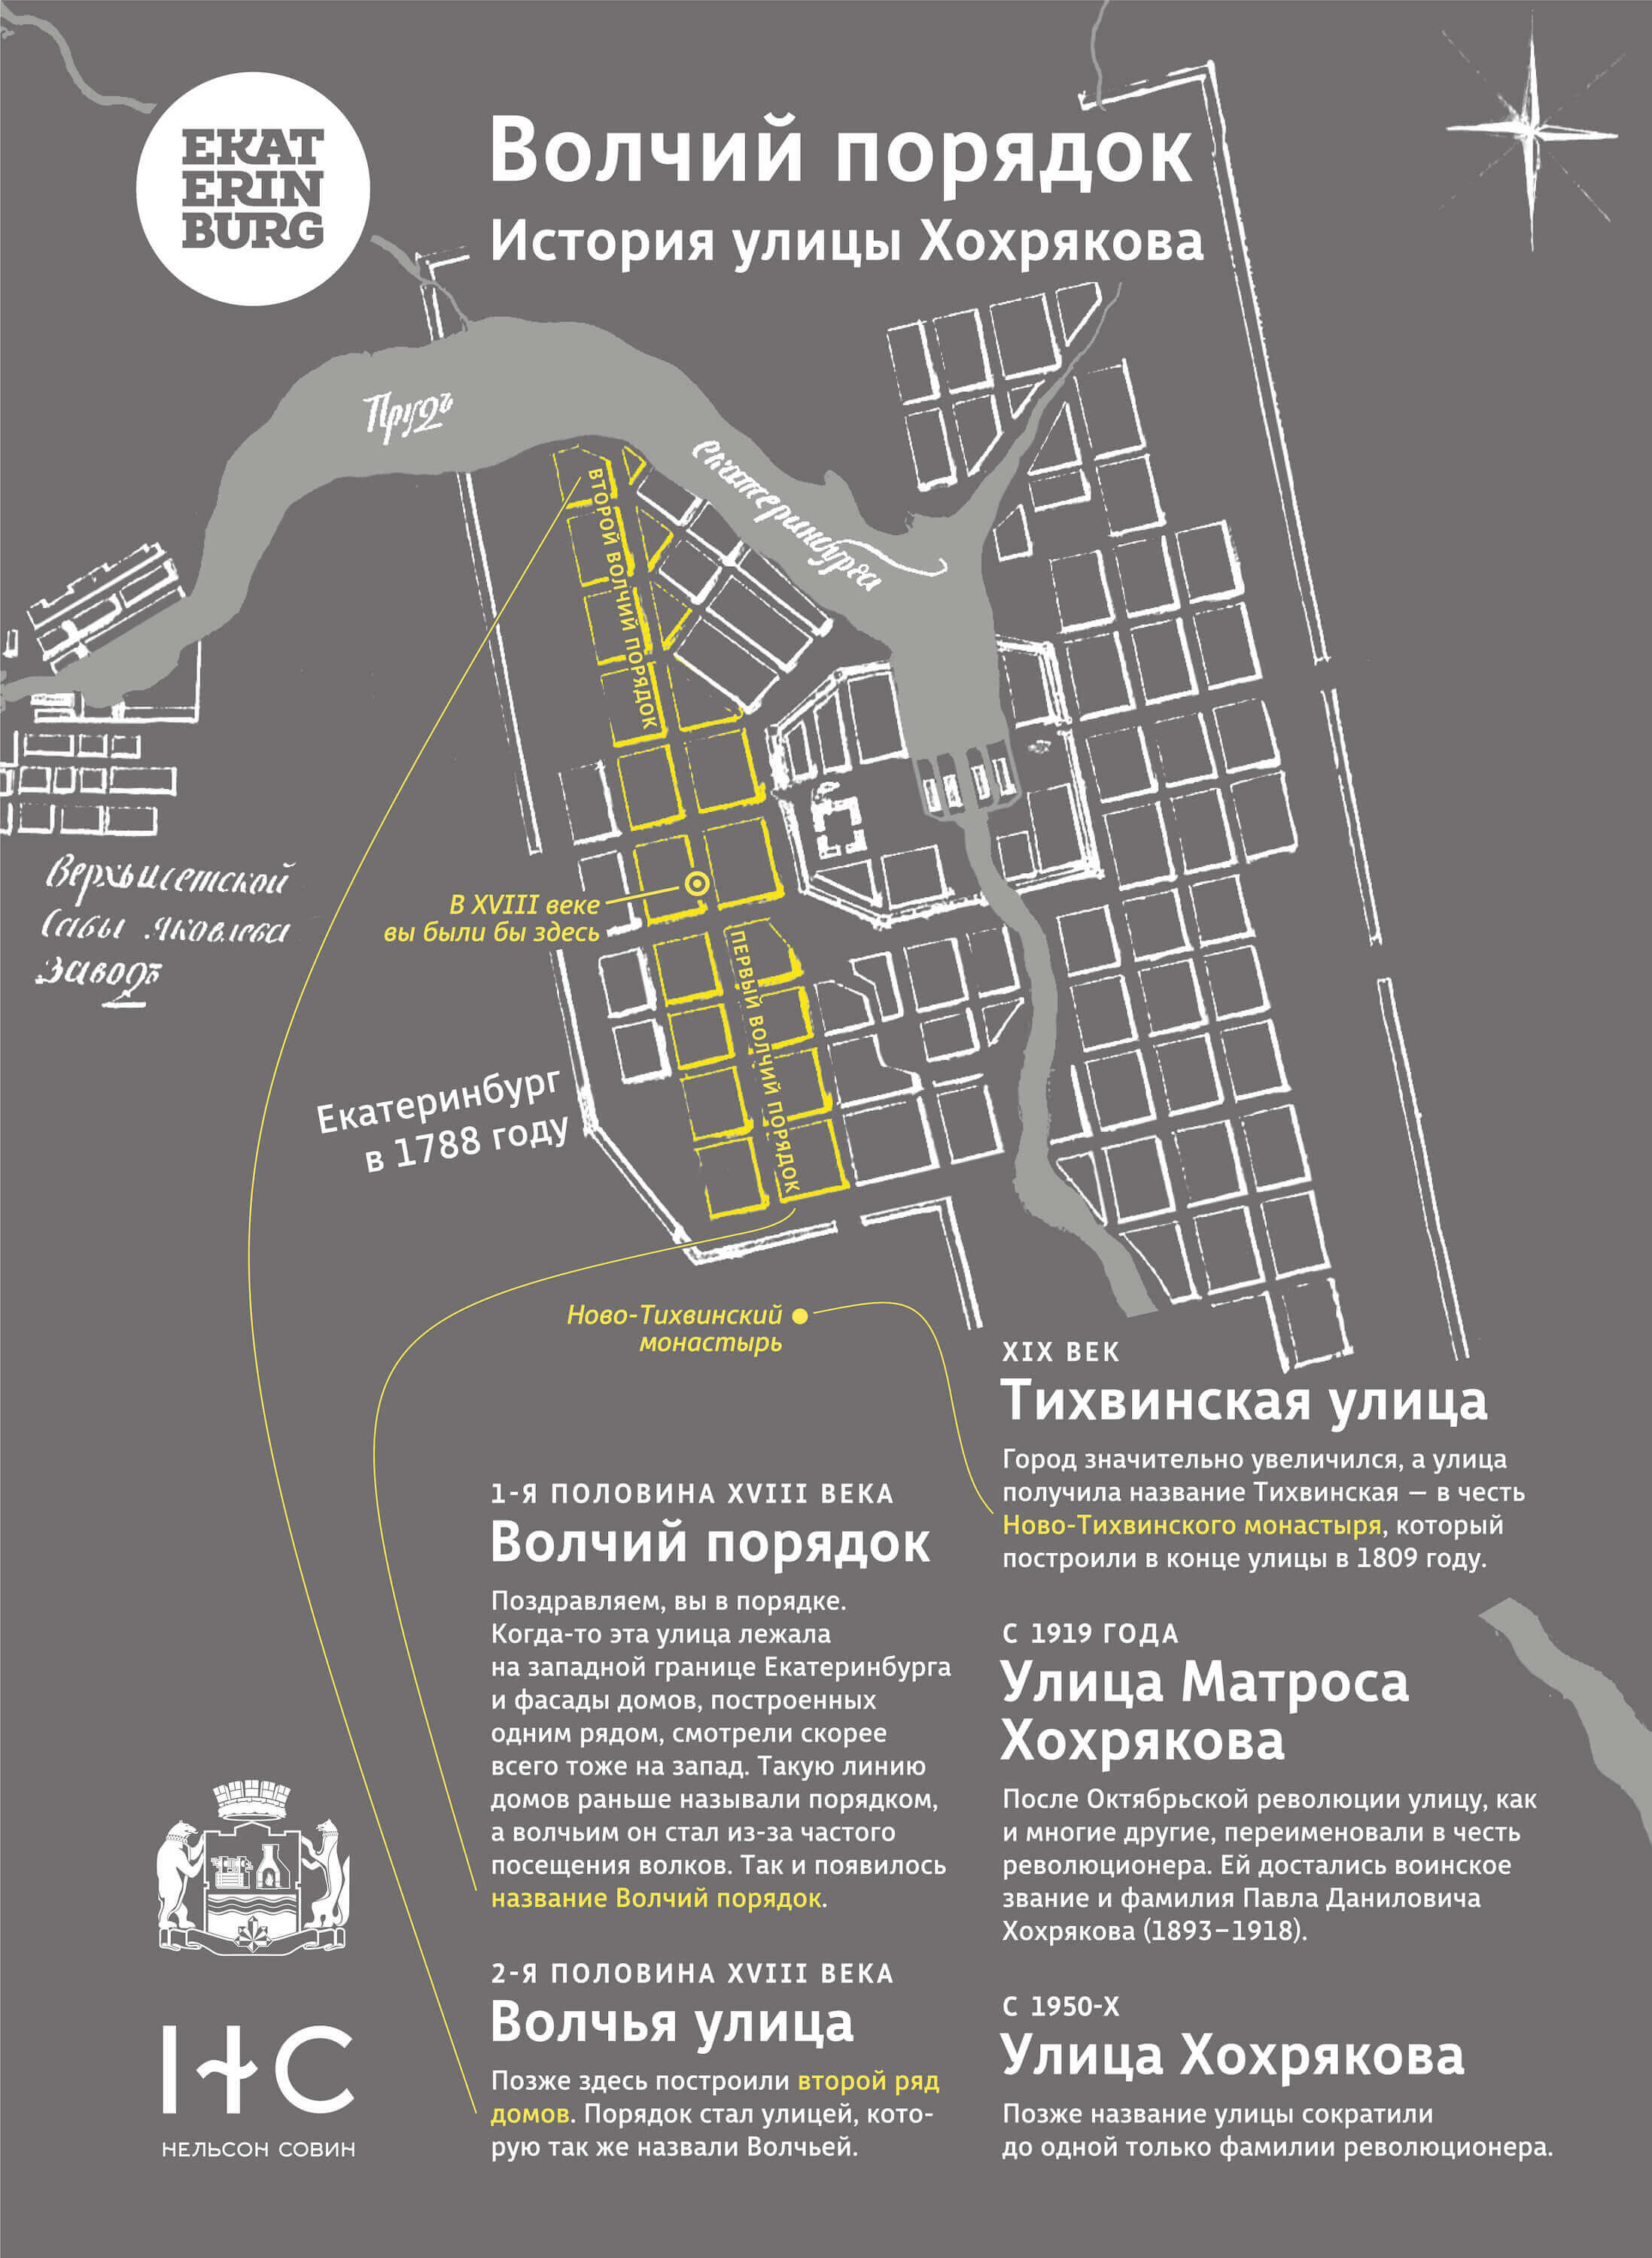 EKAT
ERIN
BURG
Волчий порядок
История улицы Хохрякова
Прудъ
екатеринбургъ
ВТОРОЙ ВОЛЧИЙ ПОРЯДОК
Заводъ
В XVIII веке
вы были бы здесь
ПЕРВЫЙ ВОЛЧИЙ ПОРЯДОК
Екатеринбург
в 1788 году
Ново-Тихвинский
монастырь
1-Я ПОЛОВИНА XVIII ВЕКА
Волчий порядок
Поздравляем, вы в порядке.
Когда-то эта улица лежала
на западной границе Екатеринбурга
и фасады домов, построенных
одним рядом, смотрели скорее
всего тоже на запад. Такую линию
домов раньше называли порядком,
а волчьим он стал из-за частого
посещения волков. Так и появилось
название Волчий порядок.
2-Я ПОЛОВИНА XVIII ВЕКА
Волчья улица
Позже здесь построили второй ряд
домов. Порядок стал улицей, кото-
рую так же назвали Волчьей.
XIX ВЕК
Тихвинская улица
Город значительно увеличился, а улица
получила название Тихвинская — в честь
Ново-Тихвинского монастыря, который
построили в конце улицы в 1809 году.
С 1919 ГОДА
Улица Матроса
Хохрякова
После Октябрьской революции улицу, как
и многие другие, переименовали в честь
революционера. Ей достались воинское
звание и фамилия Павла Даниловича
Хохрякова (1893–1918).
С 1950-Х
Улица Хохрякова
Позже название улицы сократили
до одной только фамилии революционера.
НС
НЕЛЬСОН СОВИН